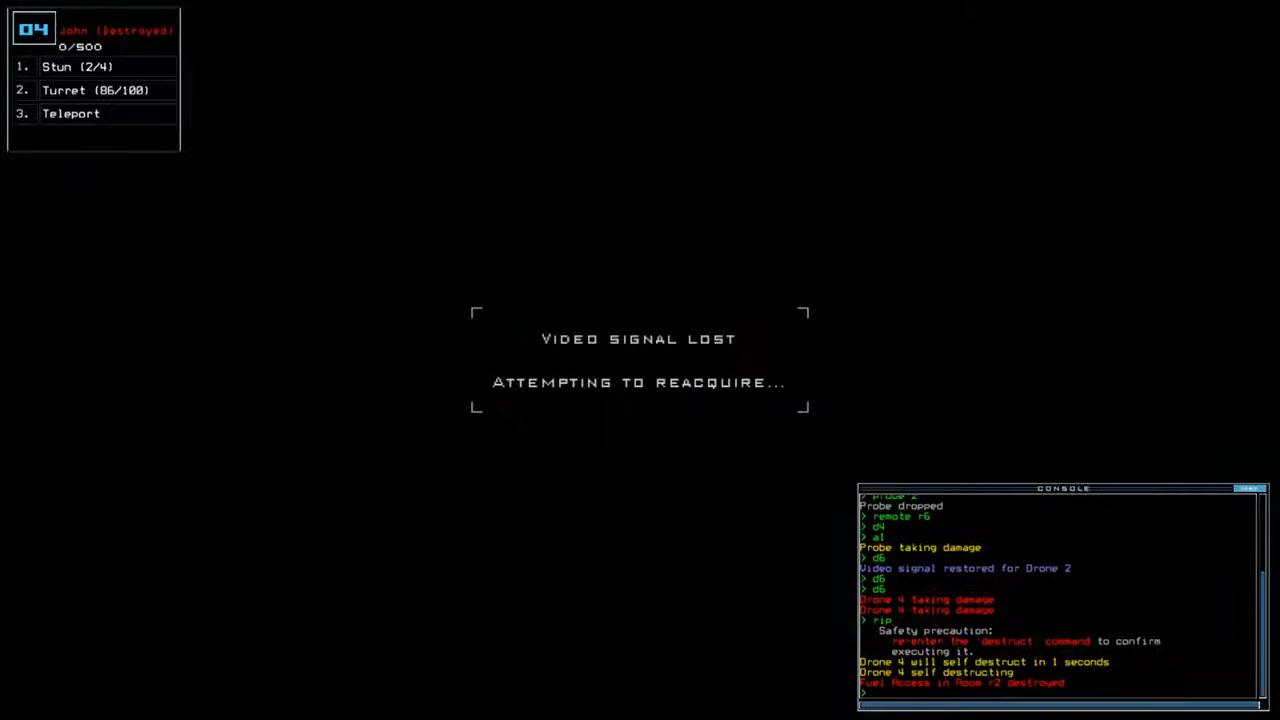 04
John (Destroyed)
0/500
1. Stun (2/4)
2. Turret (86/100)
3. Teleport
Video signal lost
Attempting to reacquire...
CONSOLE
> probe 2
Probe dropped
> remote r6
> d4
> a1
Probe taking damage
> d6
Video signal restored for Drone 2
> d6
> d6
Drone 4 taking damage
Drone 4 taking damage
> rip
Safety precaution:
re-enter the 'destruct' command to confirm
executing it.
Drone 4 will self destruct in 1 seconds
Drone 4 self destructing
Fuel Access in Room r2 destroyed
>